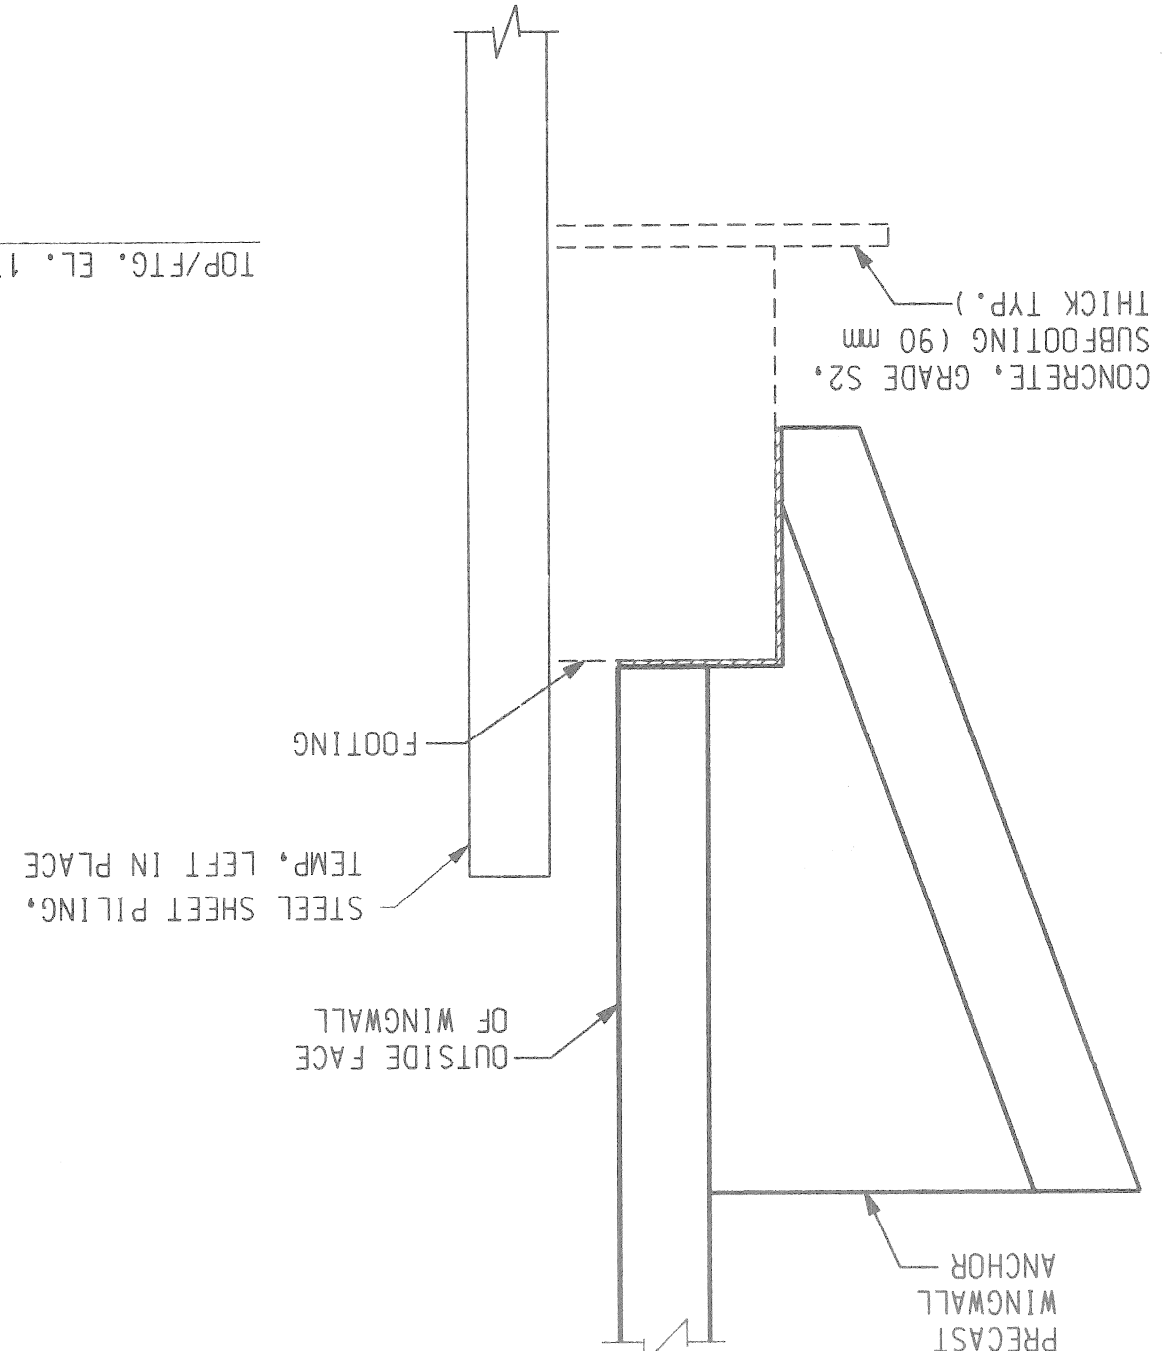 PRECAST
WINGWALL
ANCHOR
OUTSIDE FACE
OF WINGWALL
STEEL SHEET PILING,
TEMP, LEFT IN PLACE
FOOTING
CONCRETE, GRADE S2,
SUBFOOTING (90 mm
THICK TYP.)
TOP/FTG. EL. 1